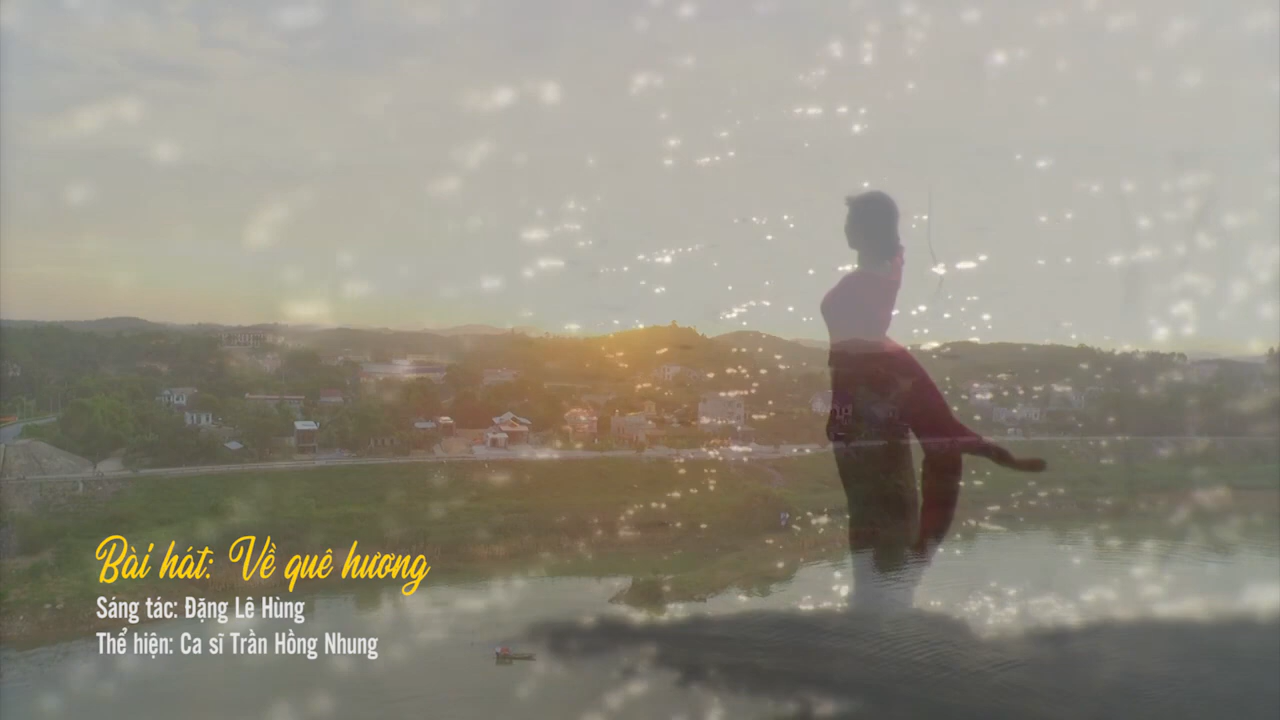 Bài hát: Về quê hương
Sáng tác: Đặng Lê Hùng
Thể hiện: Ca sĩ Trần Hồng Nhung